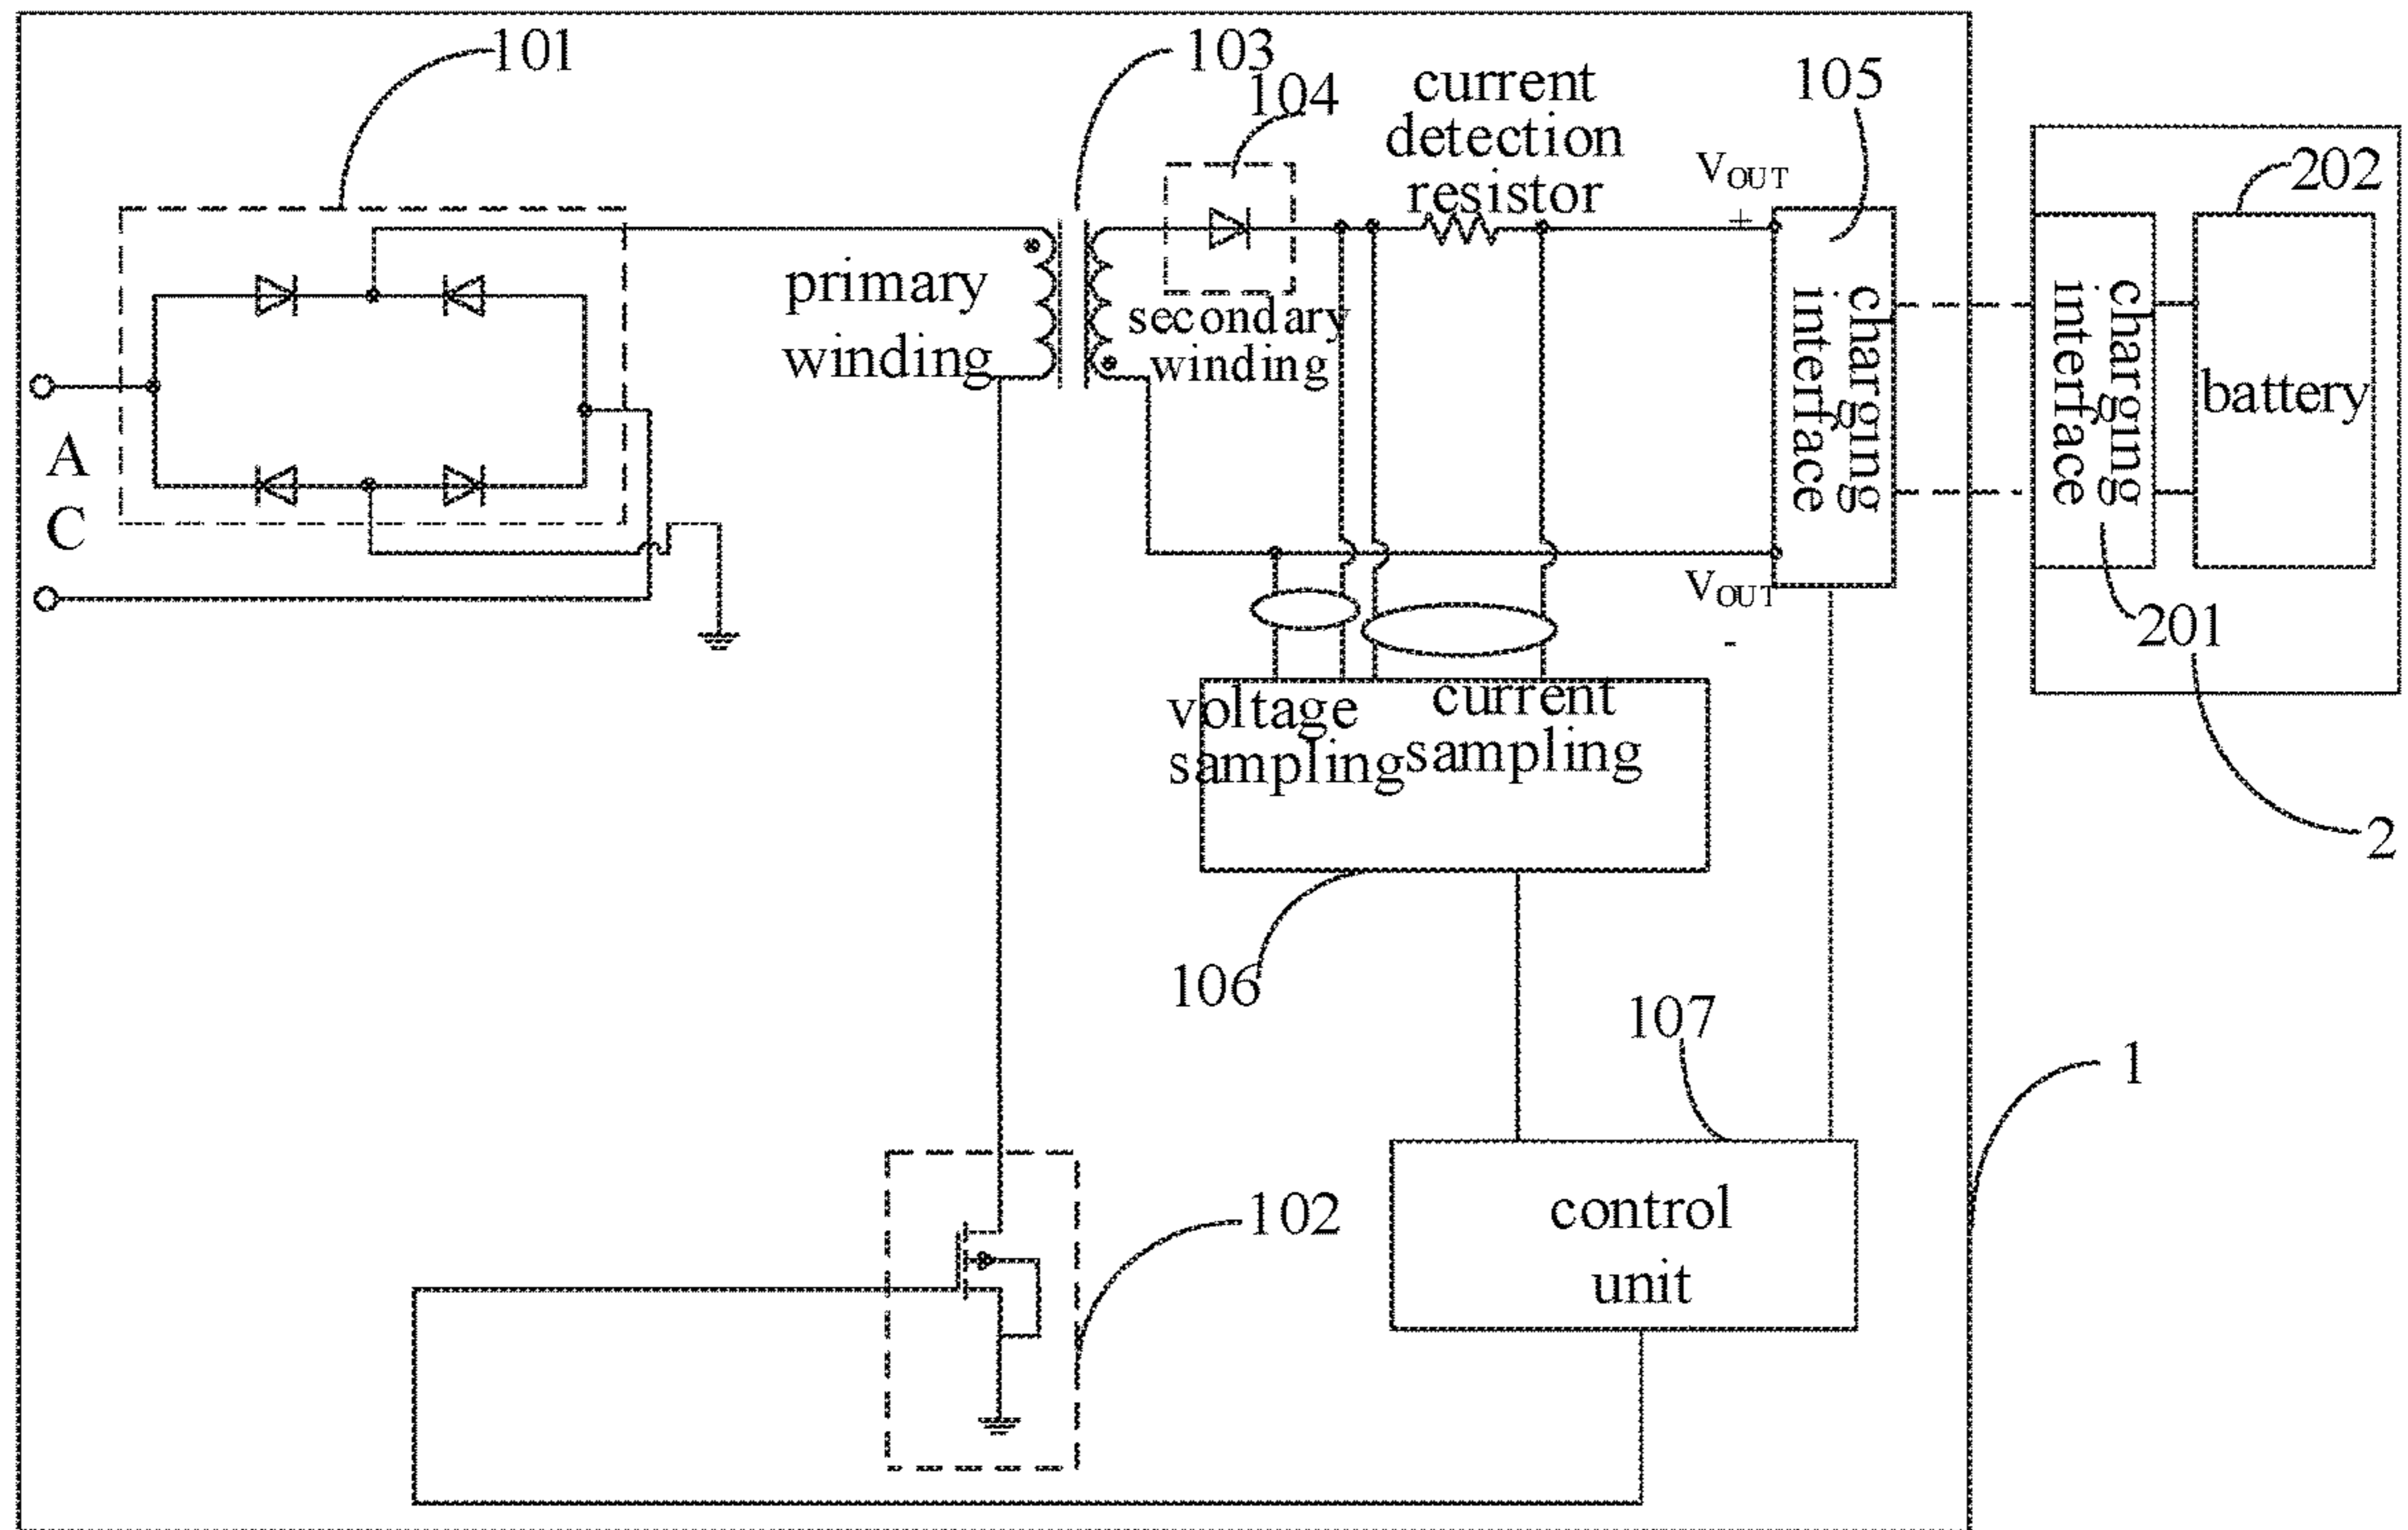 101
103
104
current
detection
resistor
105
VOUT
+
202
primary
winding
secondary
winding
charging
interface
charging
interface
battery
A
C
VOUT
-
201
voltage
sampling
current
sampling
2
106
107
1
102
control
unit